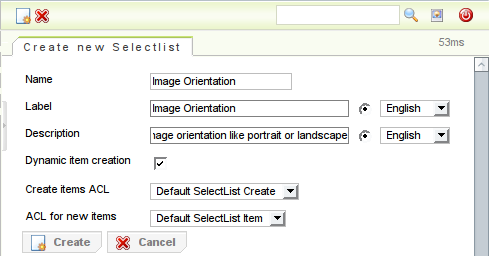 Create new Selectlist
53ms
Name Image Orientation
Label Image Orientation English
Description image orientation like portrait or landscape English
Dynamic item creation
Create items ACL Default SelectList Create
ACL for new items Default SelectList Item
Create Cancel